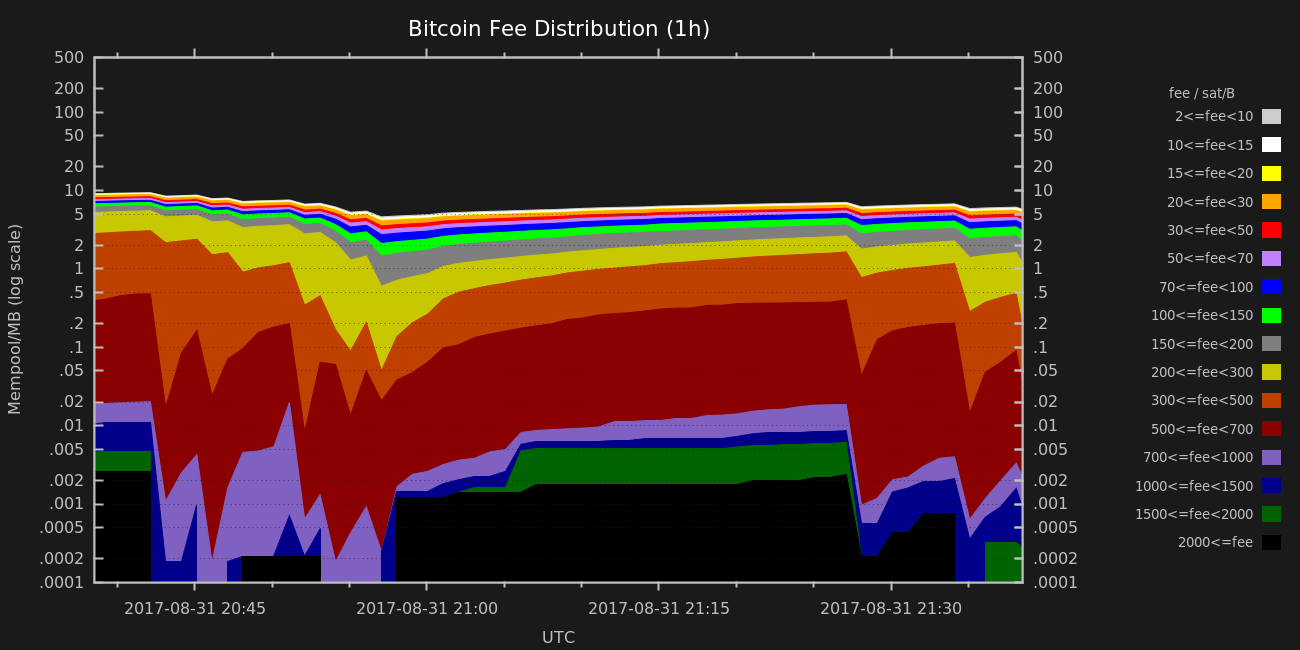 Bitcoin Fee Distribution (1h)
500
200
100
50
20
10
5
2
1
.5
.2
.1
.05
.02
.01
.005
.002
.001
.0005
.0002
.0001
Mempool/MB (log scale)
500
200
100
50
20
10
5
2
1
.5
.2
.1
.05
.02
.01
.005
.002
.001
.0005
.0002
.0001
2017-08-31 20:45
2017-08-31 21:00
2017-08-31 21:15
2017-08-31 21:30
UTC
fee / sat/B
2<=fee<10
10<=fee<15
15<=fee<20
20<=fee<30
30<=fee<50
50<=fee<70
70<=fee<100
100<=fee<150
150<=fee<200
200<=fee<300
300<=fee<500
500<=fee<700
700<=fee<1000
1000<=fee<1500
1500<=fee<2000
2000<=fee